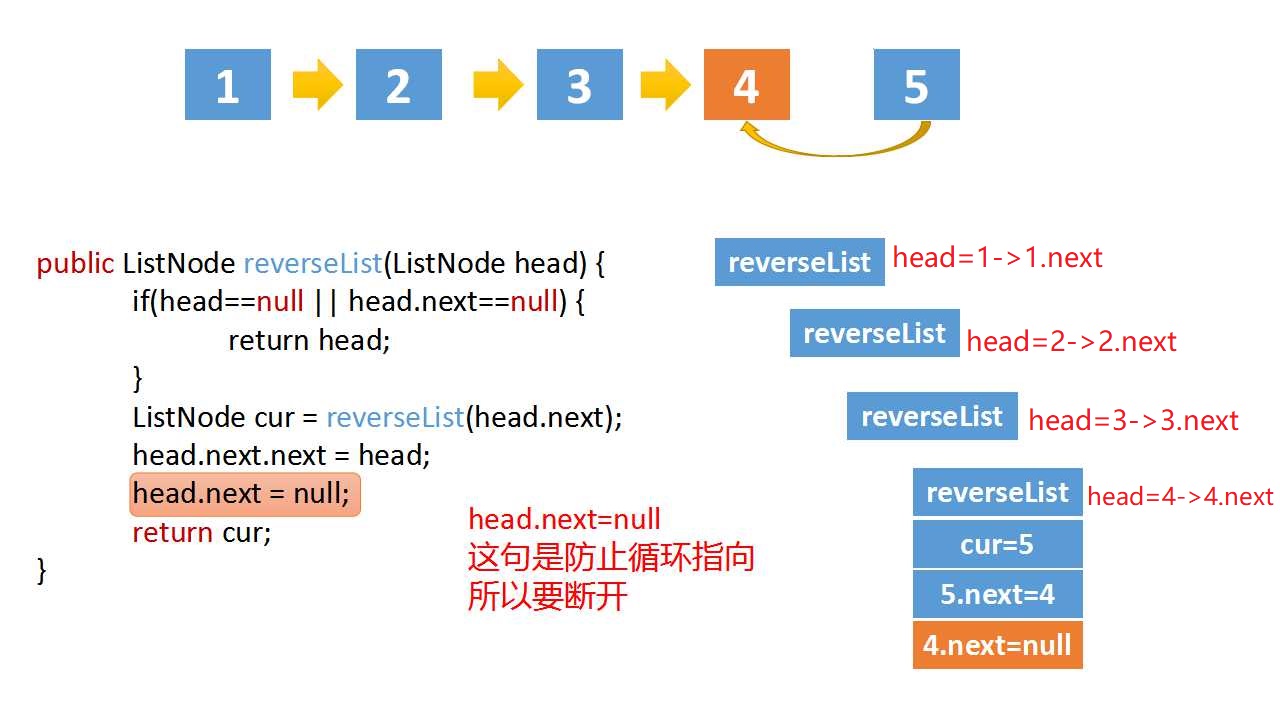 1 2 3 4 5
public ListNode reverseList(ListNode head) {
if(head==null || head.next==null) {
return head;
}
ListNode cur = reverseList(head.next);
head.next.next = head;
head.next = null;
return cur;
}
head.next=null
这句是防止循环指向
所以要断开
reverseList head=1->1.next
reverseList head=2->2.next
reverseList head=3->3.next
reverseList head=4->4.next
cur=5
5.next=4
4.next=null